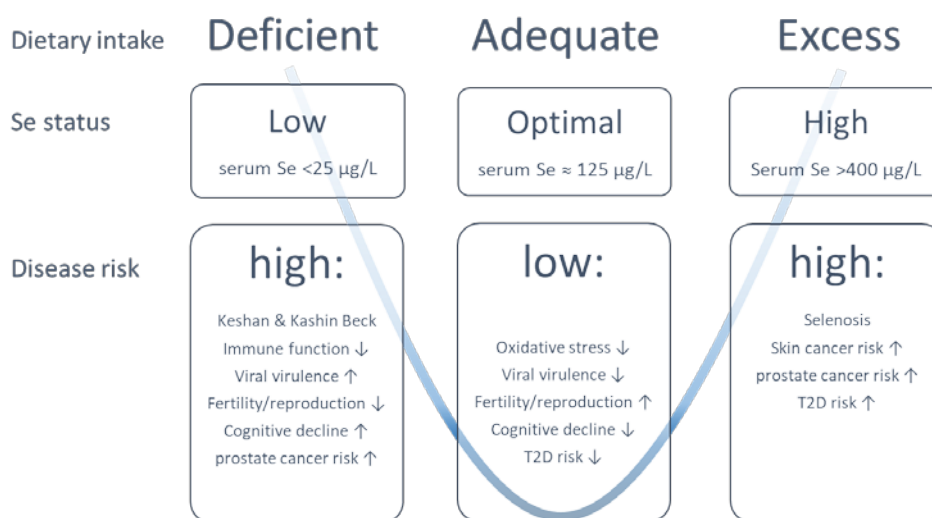 Dietary intake Deficient Adequate Excess
Se status
Low
serum Se <25 µg/L
Optimal
serum Se ≈ 125 µg/L
High
Serum Se >400 µg/L
Disease risk
high:
Keshan & Kashin Beck
Immune function ↓
Viral virulence ↑
Fertility/reproduction ↓
Cognitive decline ↑
prostate cancer risk ↑
low:
Oxidative stress ↓
Viral virulence ↓
Fertility/reproduction ↑
Cognitive decline ↓
T2D risk ↓
high:
Selenosis
Skin cancer risk ↑
prostate cancer risk ↑
T2D risk ↑